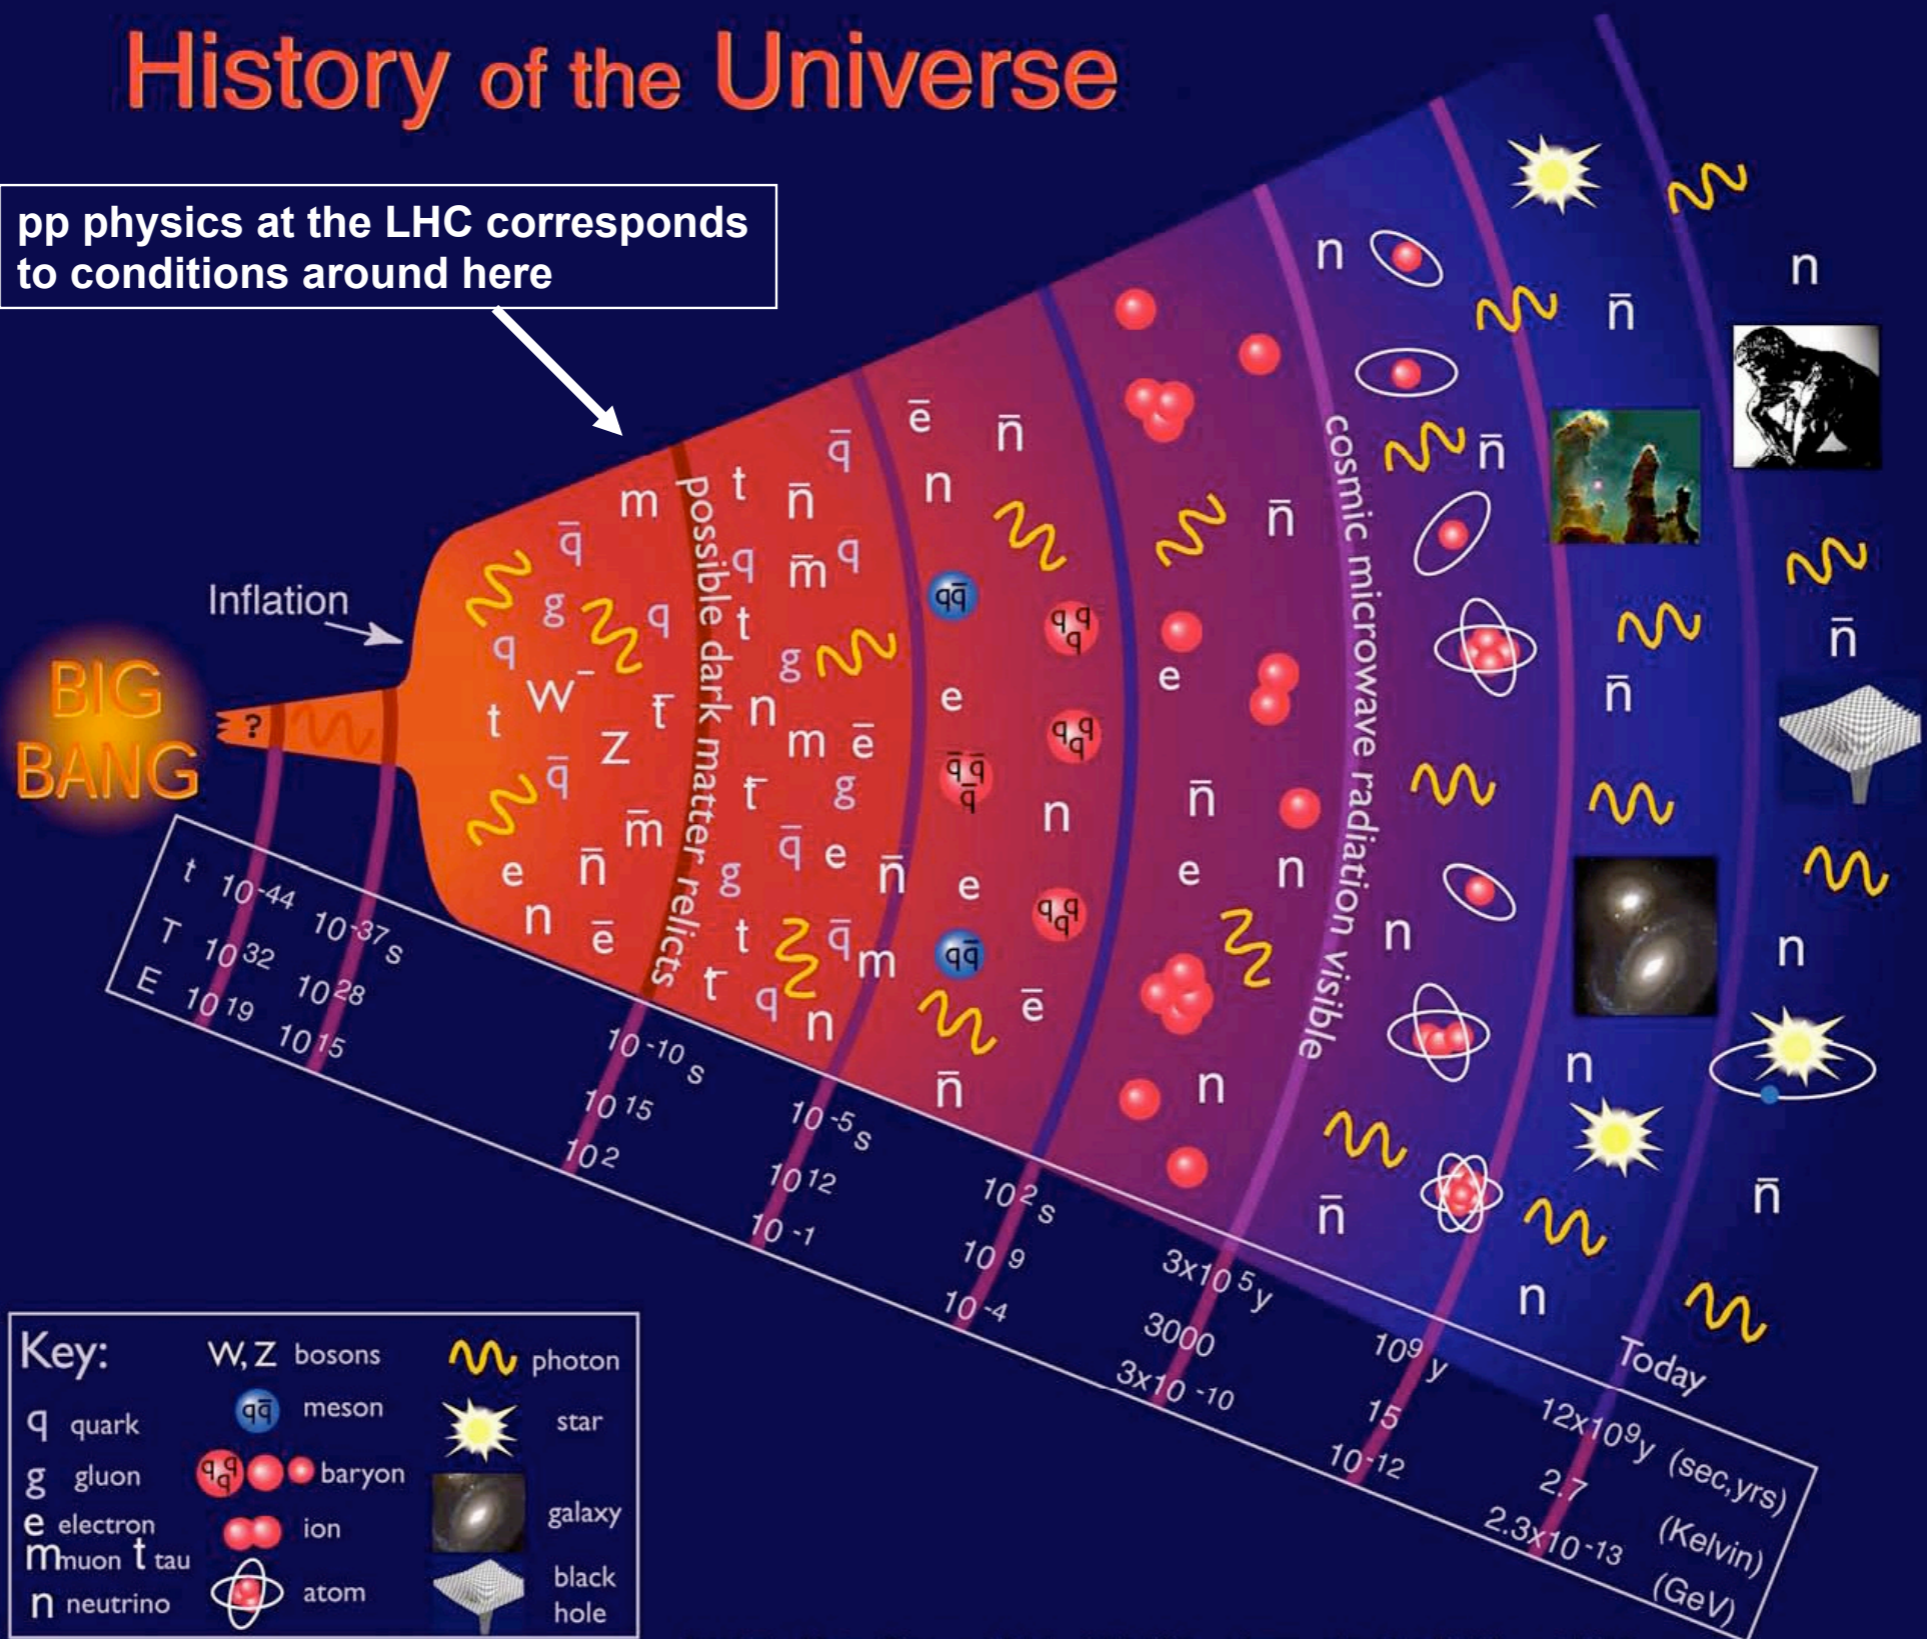 History of the Universe
pp physics at the LHC corresponds
to conditions around here
Inflation
BIG
BANG
?
possible dark matter relicts
cosmic microwave radiation visible
m t n̄ q̄ ē n̄
q̄ q m̄ q n
g q t qq̄ q q q
q g
W⁻ t̄ n e
t Z m ē q q q
q̄ t̄ g q̄ q̄ q̄
m̄ q̄ e n̄ n
e n̄ g e q q q
n ē t q̄ m qq̄
t̄ q n ē
n̄
n̄ e n̄ e n n
n n̄ n n̄
n n̄ n̄ n
n n̄ n n̄ n
t 10⁻⁴⁴ 10⁻³⁷ s 10⁻¹⁰ s 10⁻⁵ s 10² s 3x10⁵ y 10⁹ y Today 12x10⁹y (sec,yrs)
T 10³² 10²⁸ 10¹⁵ 10¹² 10⁹ 3000 15 2.7 (Kelvin)
E 10¹⁹ 10¹⁵ 10² 10⁻¹ 10⁻⁴ 3x10⁻¹⁰ 10⁻¹² 2.3x10⁻¹³ (GeV)
Key:
q quark
g gluon
e electron
m muon t tau
n neutrino
W, Z bosons
qq̄ meson
q q q baryon
ion
atom
photon
star
galaxy
black
hole